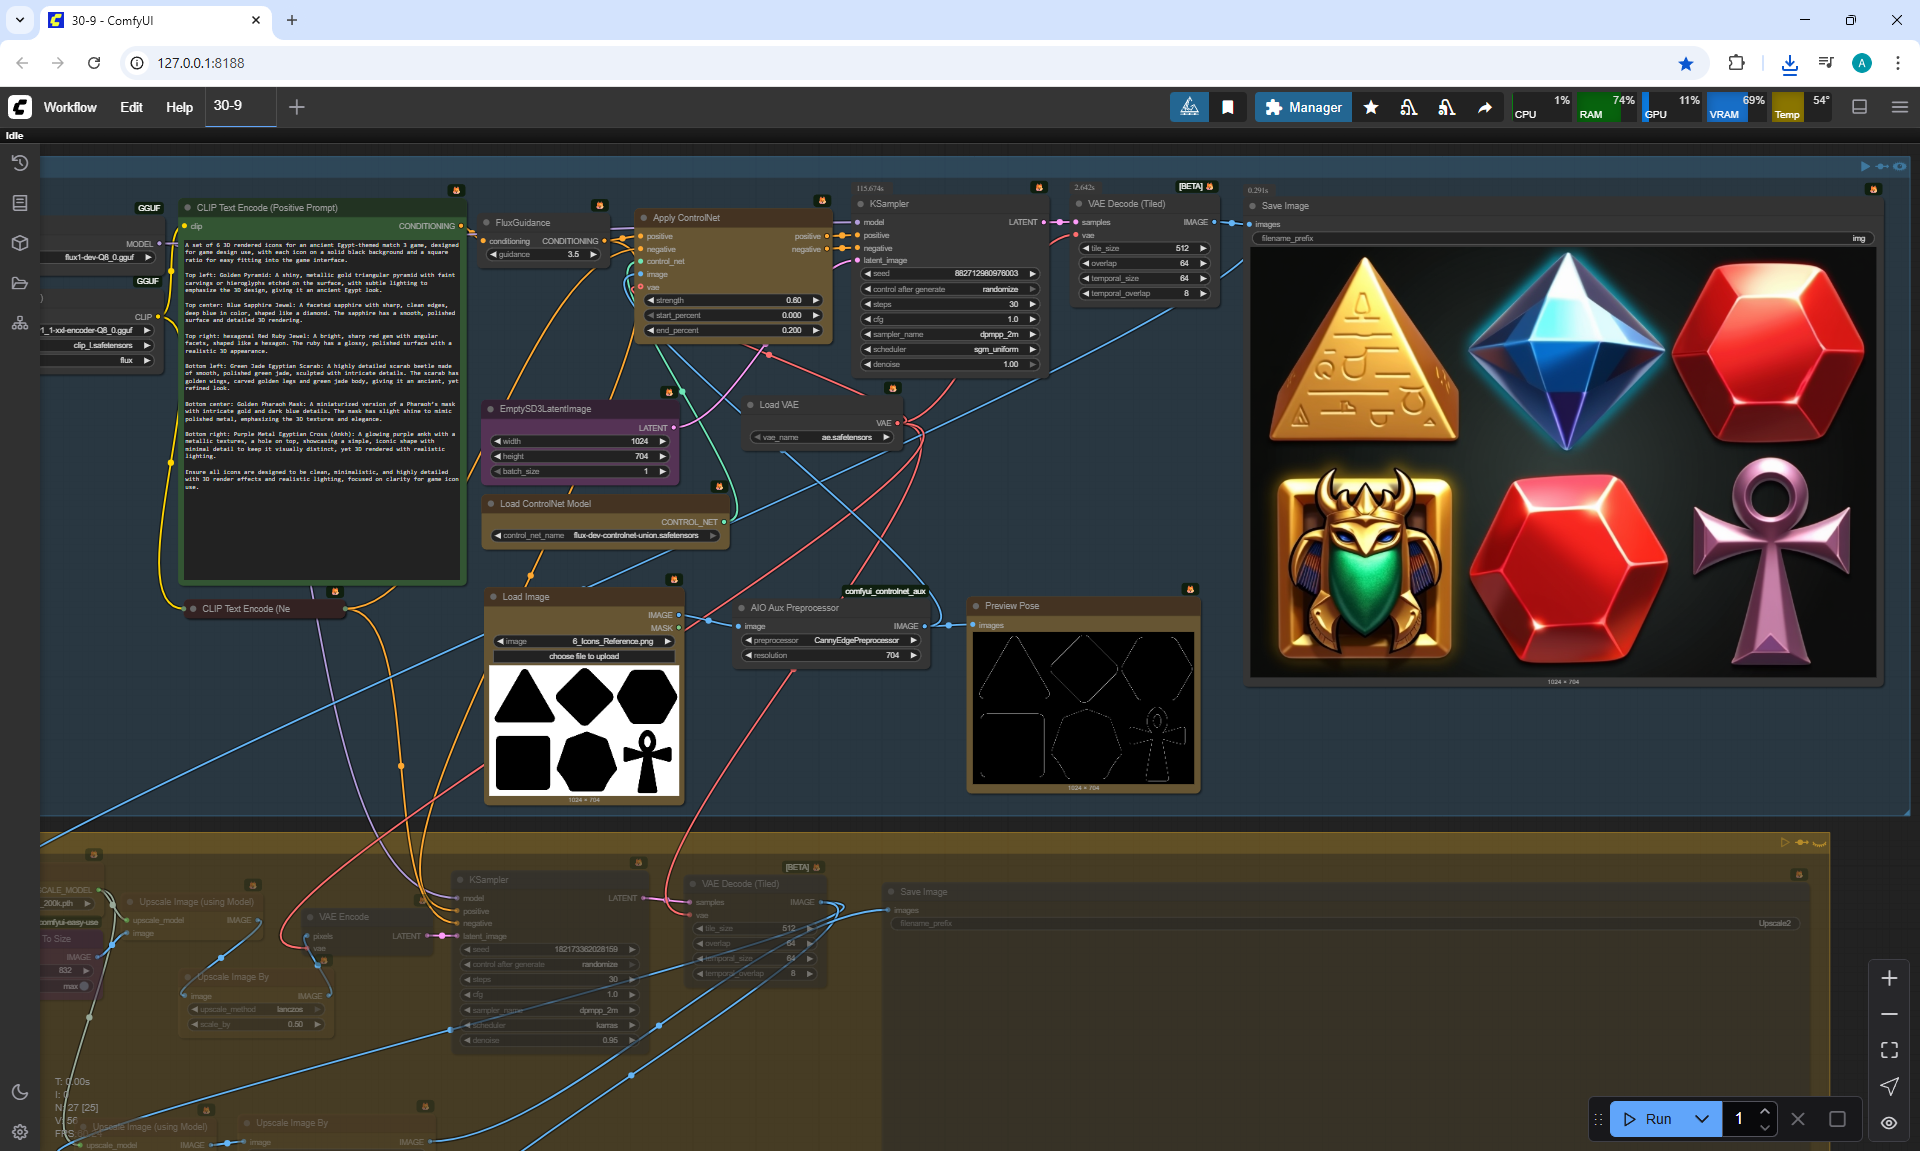 30-9 - ComfyUI
127.0.0.1:8188
A
Workflow
Edit
Help
30-9
Manager
CPU 1%
RAM 74%
GPU 11%
VRAM 69%
Temp 54°
Idle
GGUF
MODEL
flux1-dev-Q8_0.gguf
GGUF
CLIP
1_1-xxl-encoder-Q8_0.gguf
clip_l.safetensors
flux
CLIP Text Encode (Positive Prompt)
clip
CONDITIONING
A set of 6 3D rendered icons for an ancient Egypt-themed match 3 game, designed
for game design use, with each icon on a solid black background and a square
ratio for easy fitting into the game interface.
Top left: Golden Pyramid: A shiny, metallic gold triangular pyramid with faint
carvings or hieroglyphs etched on the surface, with subtle lighting to
emphasize the 3D design, giving it an ancient Egypt look.
Top center: Blue Sapphire Jewel: A faceted sapphire with sharp, clean edges,
deep blue in color, shaped like a diamond. The sapphire has a smooth, polished
surface and detailed 3D rendering.
Top right: hexagonal Red Ruby Jewel: A bright, sharp red gem with angular
facets, shaped like a hexagon. The ruby has a glossy, polished surface with a
realistic 3D appearance.
Bottom left: Green Jade Egyptian Scarab: A highly detailed scarab beetle made
of smooth, polished green jade, sculpted with intricate details. The scarab has
golden wings, carved golden legs and green jade body, giving it an ancient, yet
refined look.
Bottom center: Golden Pharaoh Mask: A miniaturized version of a Pharaoh's mask
with intricate gold and dark blue details. The mask has slight shine to mimic
polished metal, emphasizing the 3D textures and elegance.
Bottom right: Purple Metal Egyptian Cross (Ankh): A glowing purple ankh with a
metallic textures, a hole on top, showcasing a simple, iconic shape with
minimal detail to keep it visually distinct, yet 3D rendered with realistic
lighting.
Ensure all icons are designed to be clean, minimalistic, and highly detailed
with 3D render effects and realistic lighting, focused on clarity for game icon
use.
CLIP Text Encode (Ne
FluxGuidance
conditioning
CONDITIONING
guidance 3.5
Apply ControlNet
positive positive
negative negative
control_net
image
vae
strength 0.60
start_percent 0.000
end_percent 0.200
115.674s
KSampler
model LATENT
positive
negative
latent_image
seed 882712980976003
control after generate randomize
steps 30
cfg 1.0
sampler_name dpmpp_2m
scheduler sgm_uniform
denoise 1.00
2.642s
[BETA]
VAE Decode (Tiled)
samples IMAGE
vae
tile_size 512
overlap 64
temporal_size 64
temporal_overlap 8
0.291s
Save Image
images
filename_prefix img
1024 × 704
EmptySD3LatentImage
LATENT
width 1024
height 704
batch_size 1
Load VAE
VAE
vae_name ae.safetensors
Load ControlNet Model
CONTROL_NET
control_net_name flux-dev-controlnet-union.safetensors
Load Image
IMAGE
MASK
image 6_Icons_Reference.png
choose file to upload
1024 × 704
comfyui_controlnet_aux
AIO Aux Preprocessor
image IMAGE
preprocessor CannyEdgePreprocessor
resolution 704
Preview Pose
images
1024 × 704
SCALE_MODEL
_200k.pth
comfyui-easy-use
To Size
IMAGE
832
max
Upscale Image (using Model)
upscale_model IMAGE
image
VAE Encode
pixels LATENT
vae
Upscale Image By
image IMAGE
upscale_method lanczos
scale_by 0.50
KSampler
model LATENT
positive
negative
latent_image
seed 182173362028159
control after generate randomize
steps 30
cfg 1.0
sampler_name dpmpp_2m
scheduler karras
denoise 0.95
[BETA]
VAE Decode (Tiled)
samples IMAGE
vae
tile_size 512
overlap 64
temporal_size 64
temporal_overlap 8
Save Image
images
filename_prefix Upscale2
T: 0.00s
I: 0
N: 27 [25]
V: 56
FPS:
Upscale Image (using Model)
upscale_model IMAGE
Upscale Image By
image IMAGE
Run
1